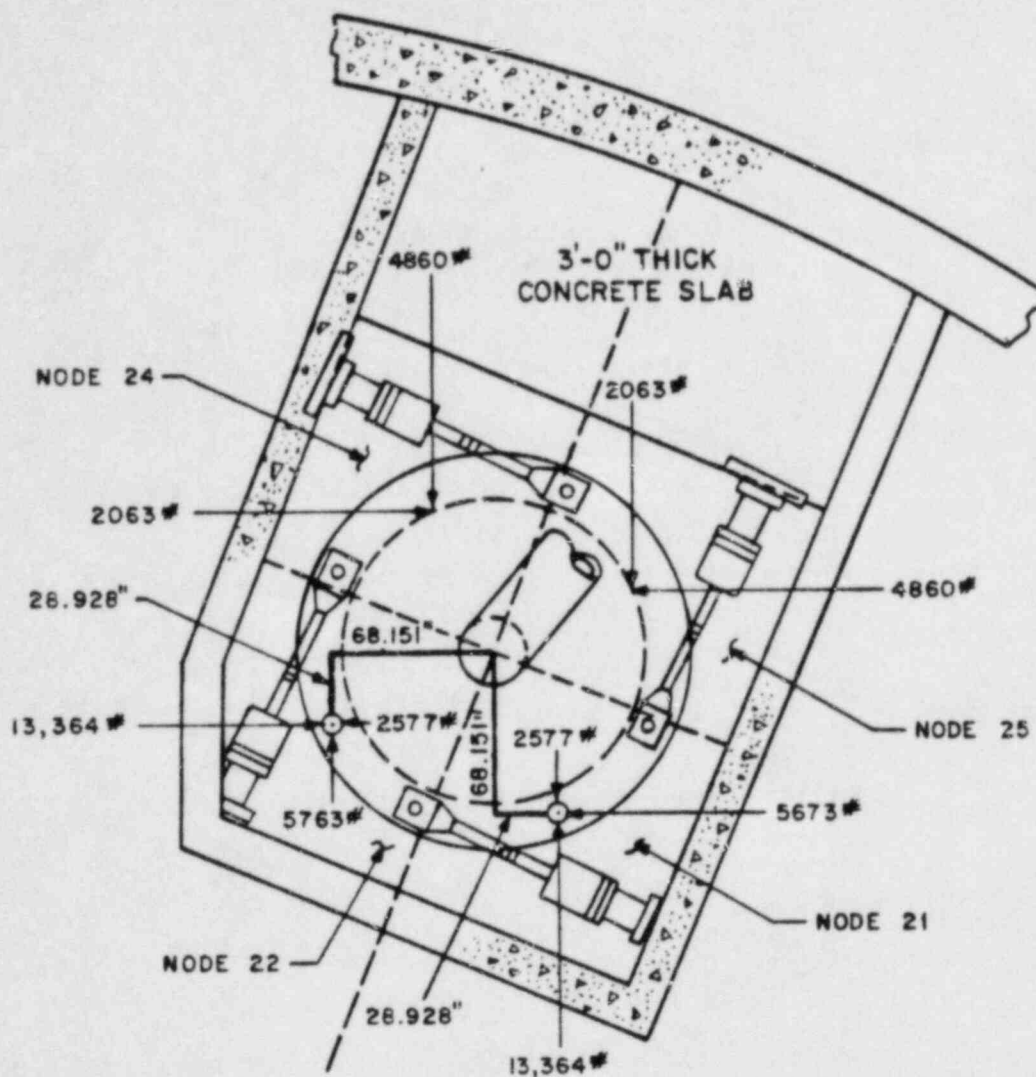 4860#
3'-0" THICK
CONCRETE SLAB
NODE 24
2063#
2063#
4860#
28.928"
68.151"
13,364#
2577#
68.151"
2577#
NODE 25
5763#
5673#
NODE 22
NODE 21
28.928"
13,364#